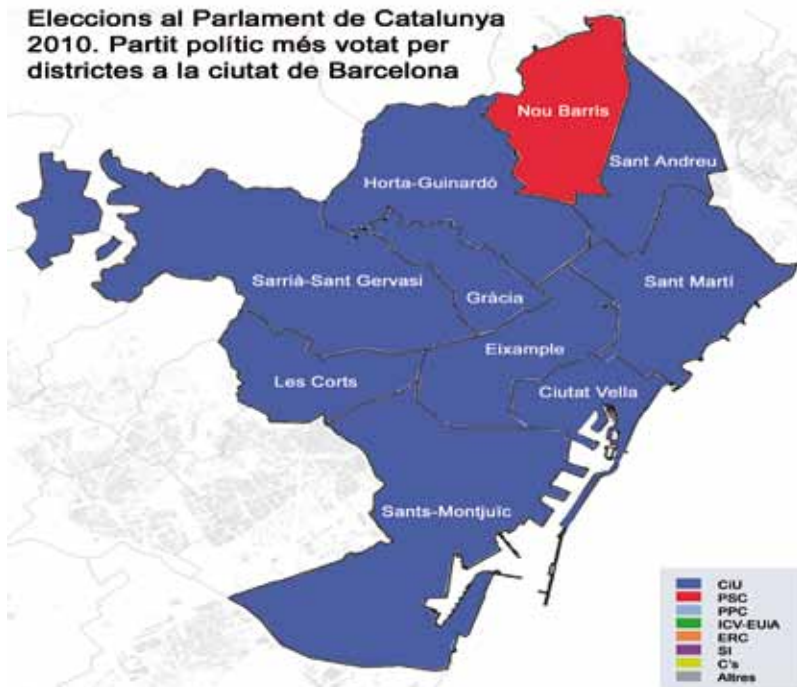 Eleccions al Parlament de Catalunya
2010. Partit polític més votat per
districtes a la ciutat de Barcelona
Nou Barris
Sant Andreu
Horta-Guinardó
Sarrià-Sant Gervasi
Sant Martí
Gràcia
Eixample
Les Corts
Ciutat Vella
Sants-Montjuïc
CiU
PSC
PPC
ICV-EUiA
ERC
SI
C's
Altres